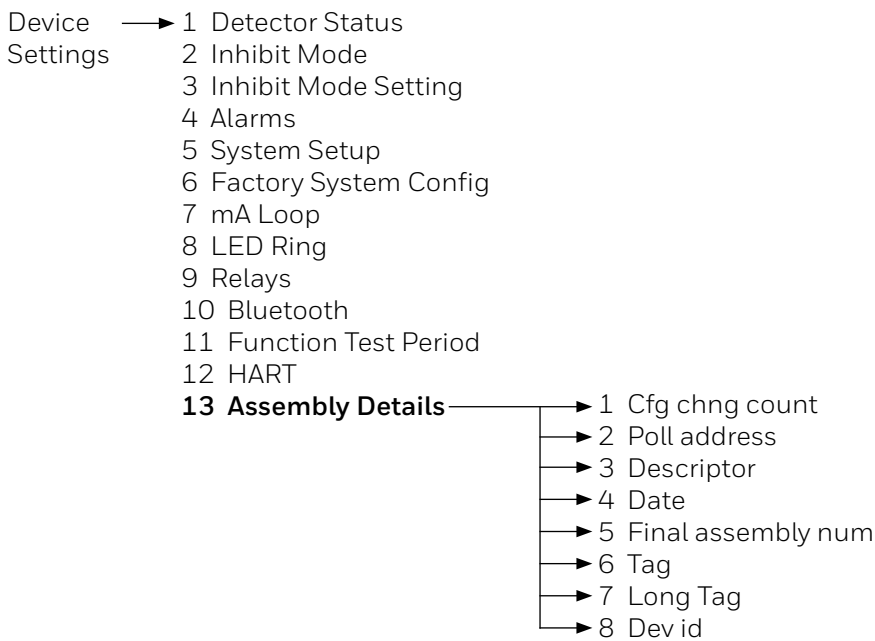 Device
Settings
1 Detector Status
2 Inhibit Mode
3 Inhibit Mode Setting
4 Alarms
5 System Setup
6 Factory System Config
7 mA Loop
8 LED Ring
9 Relays
10 Bluetooth
11 Function Test Period
12 HART
13 Assembly Details
1 Cfg chng count
2 Poll address
3 Descriptor
4 Date
5 Final assembly num
6 Tag
7 Long Tag
8 Dev id